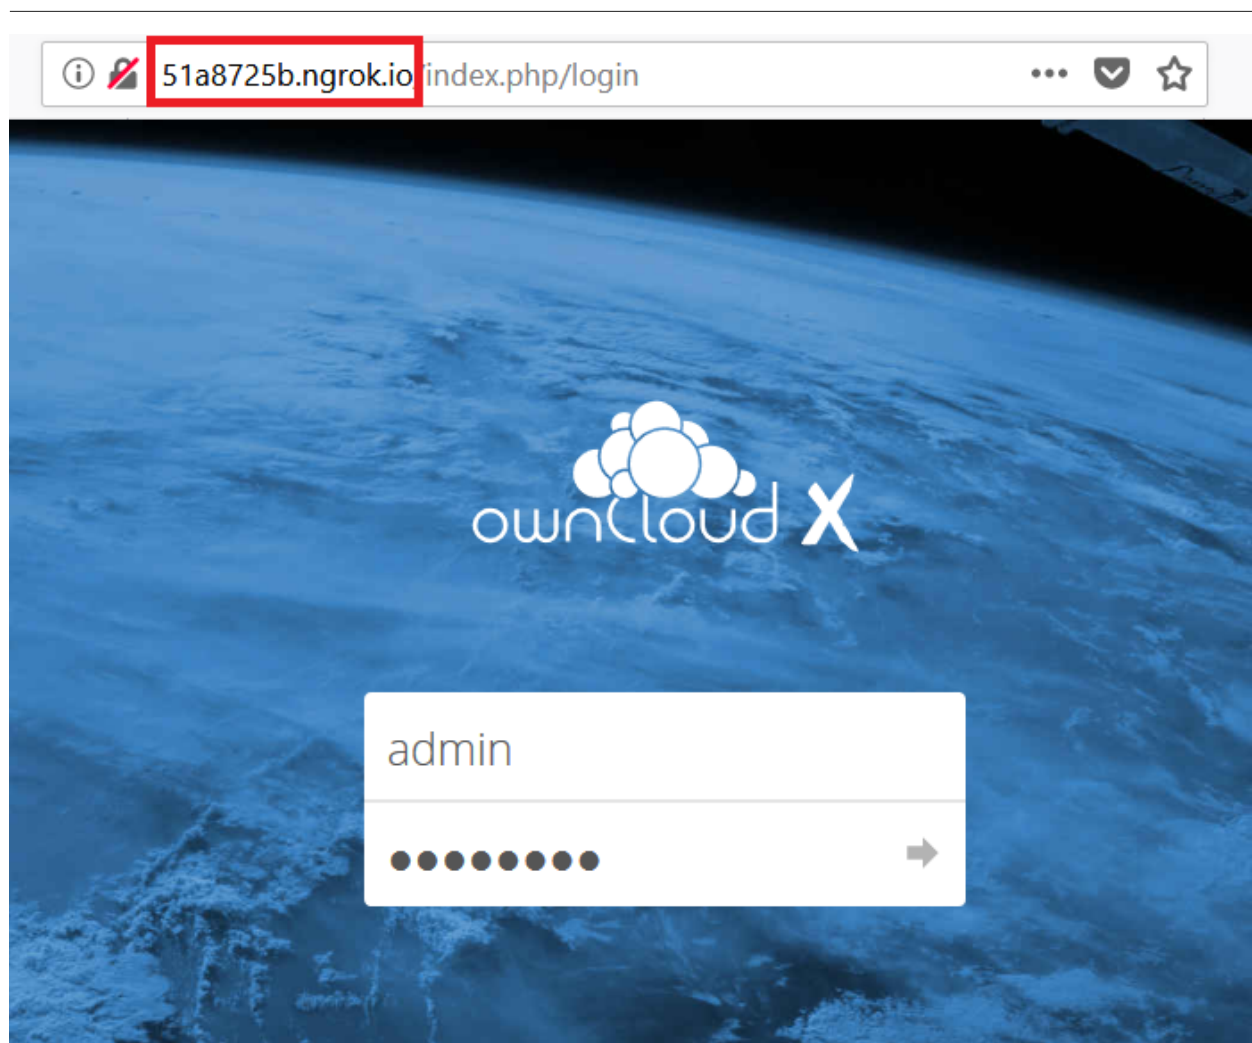 51a8725b.ngrok.io/index.php/login
ownCloud X
admin
●●●●●●●●